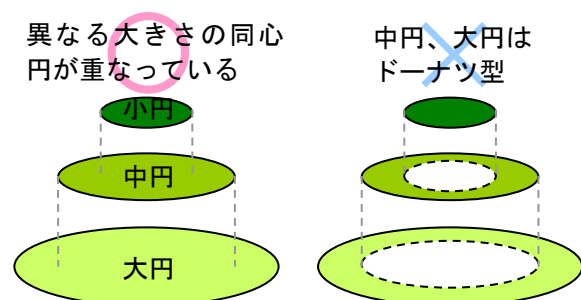 異なる大きさの同心
円が重なっている
小円
中円
大円
中円、大円は
ドーナツ型